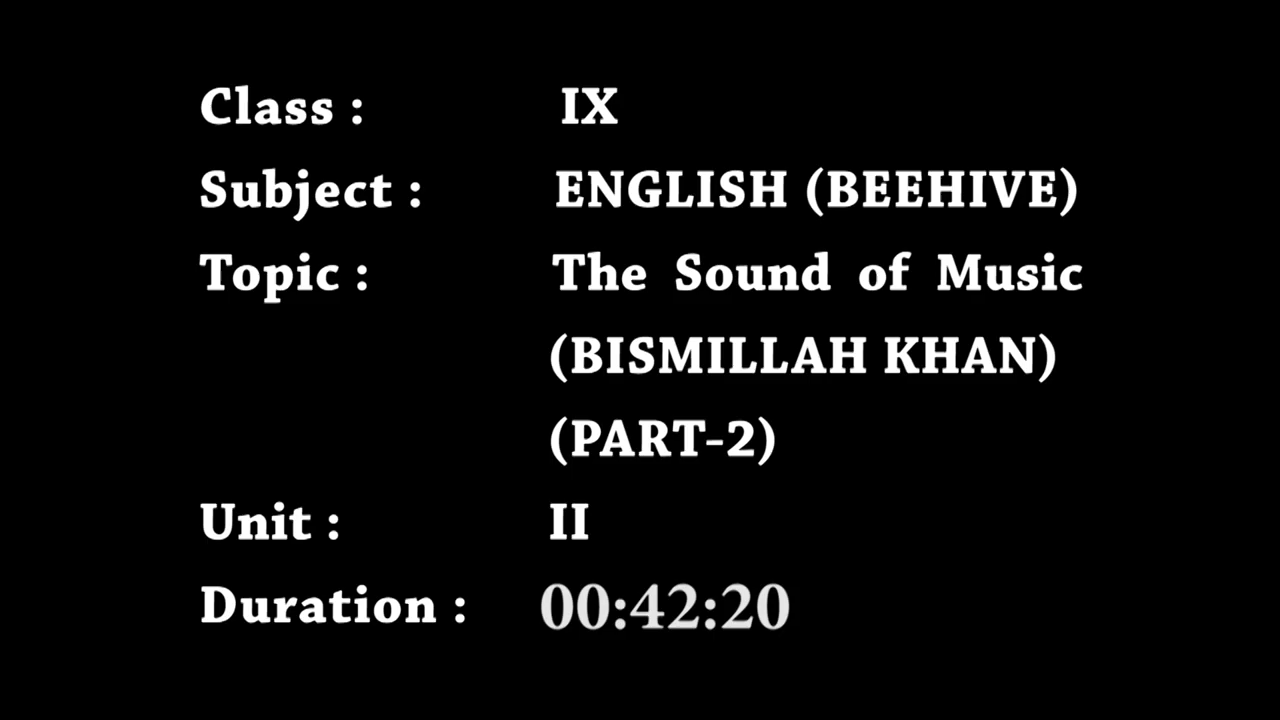 Class : IX
Subject : ENGLISH (BEEHIVE)
Topic : The Sound of Music
(BISMILLAH KHAN)
(PART-2)
Unit : II
Duration : 00:42:20